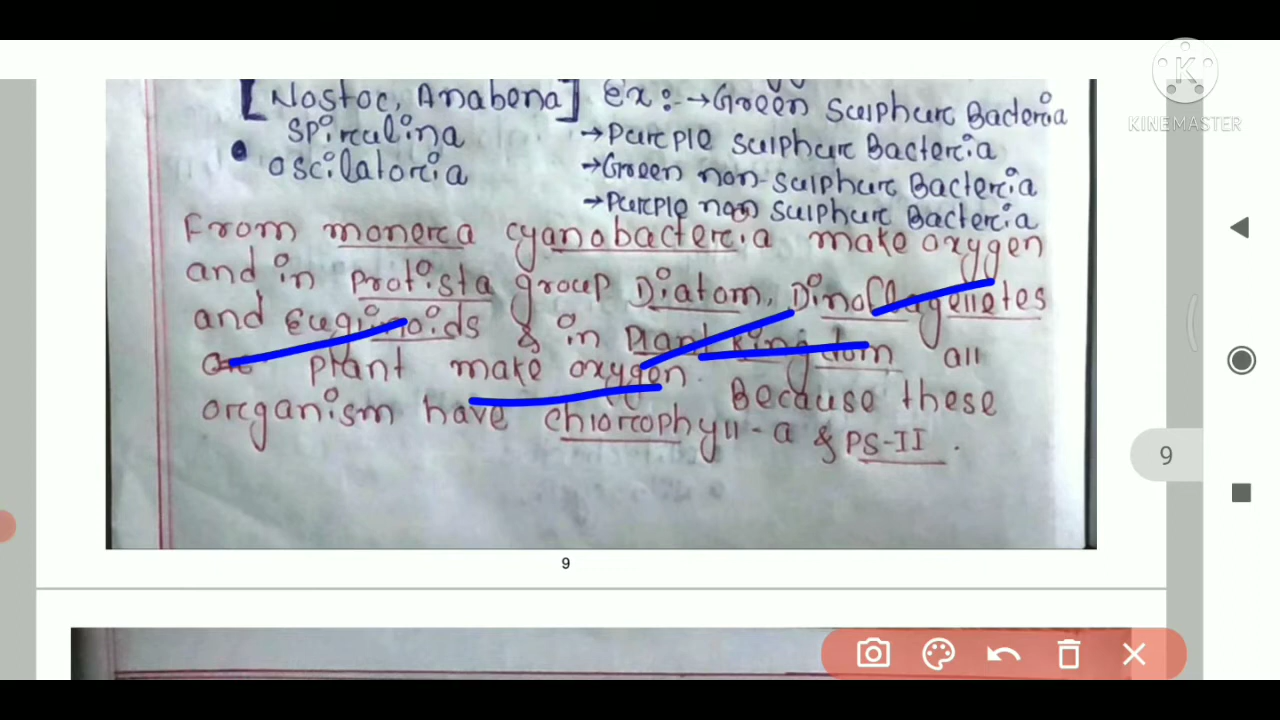 [Nostoc, Anabena] Ex:- →Green Sulphur Bacteria
Spirulina →Purple Sulphur Bacteria
• oscilatoria →Green non-sulphur Bacteria
→Purple non sulphur Bacteria
From monera cyanobacteria make oxygen
and in Protista group Diatom, Dinoflagelletes
and Euglinoids & in Plant kingdom all
plant make oxygen. Because these
organism have chlorophyll-a & PS-II.
9
9
K
KINEMASTER